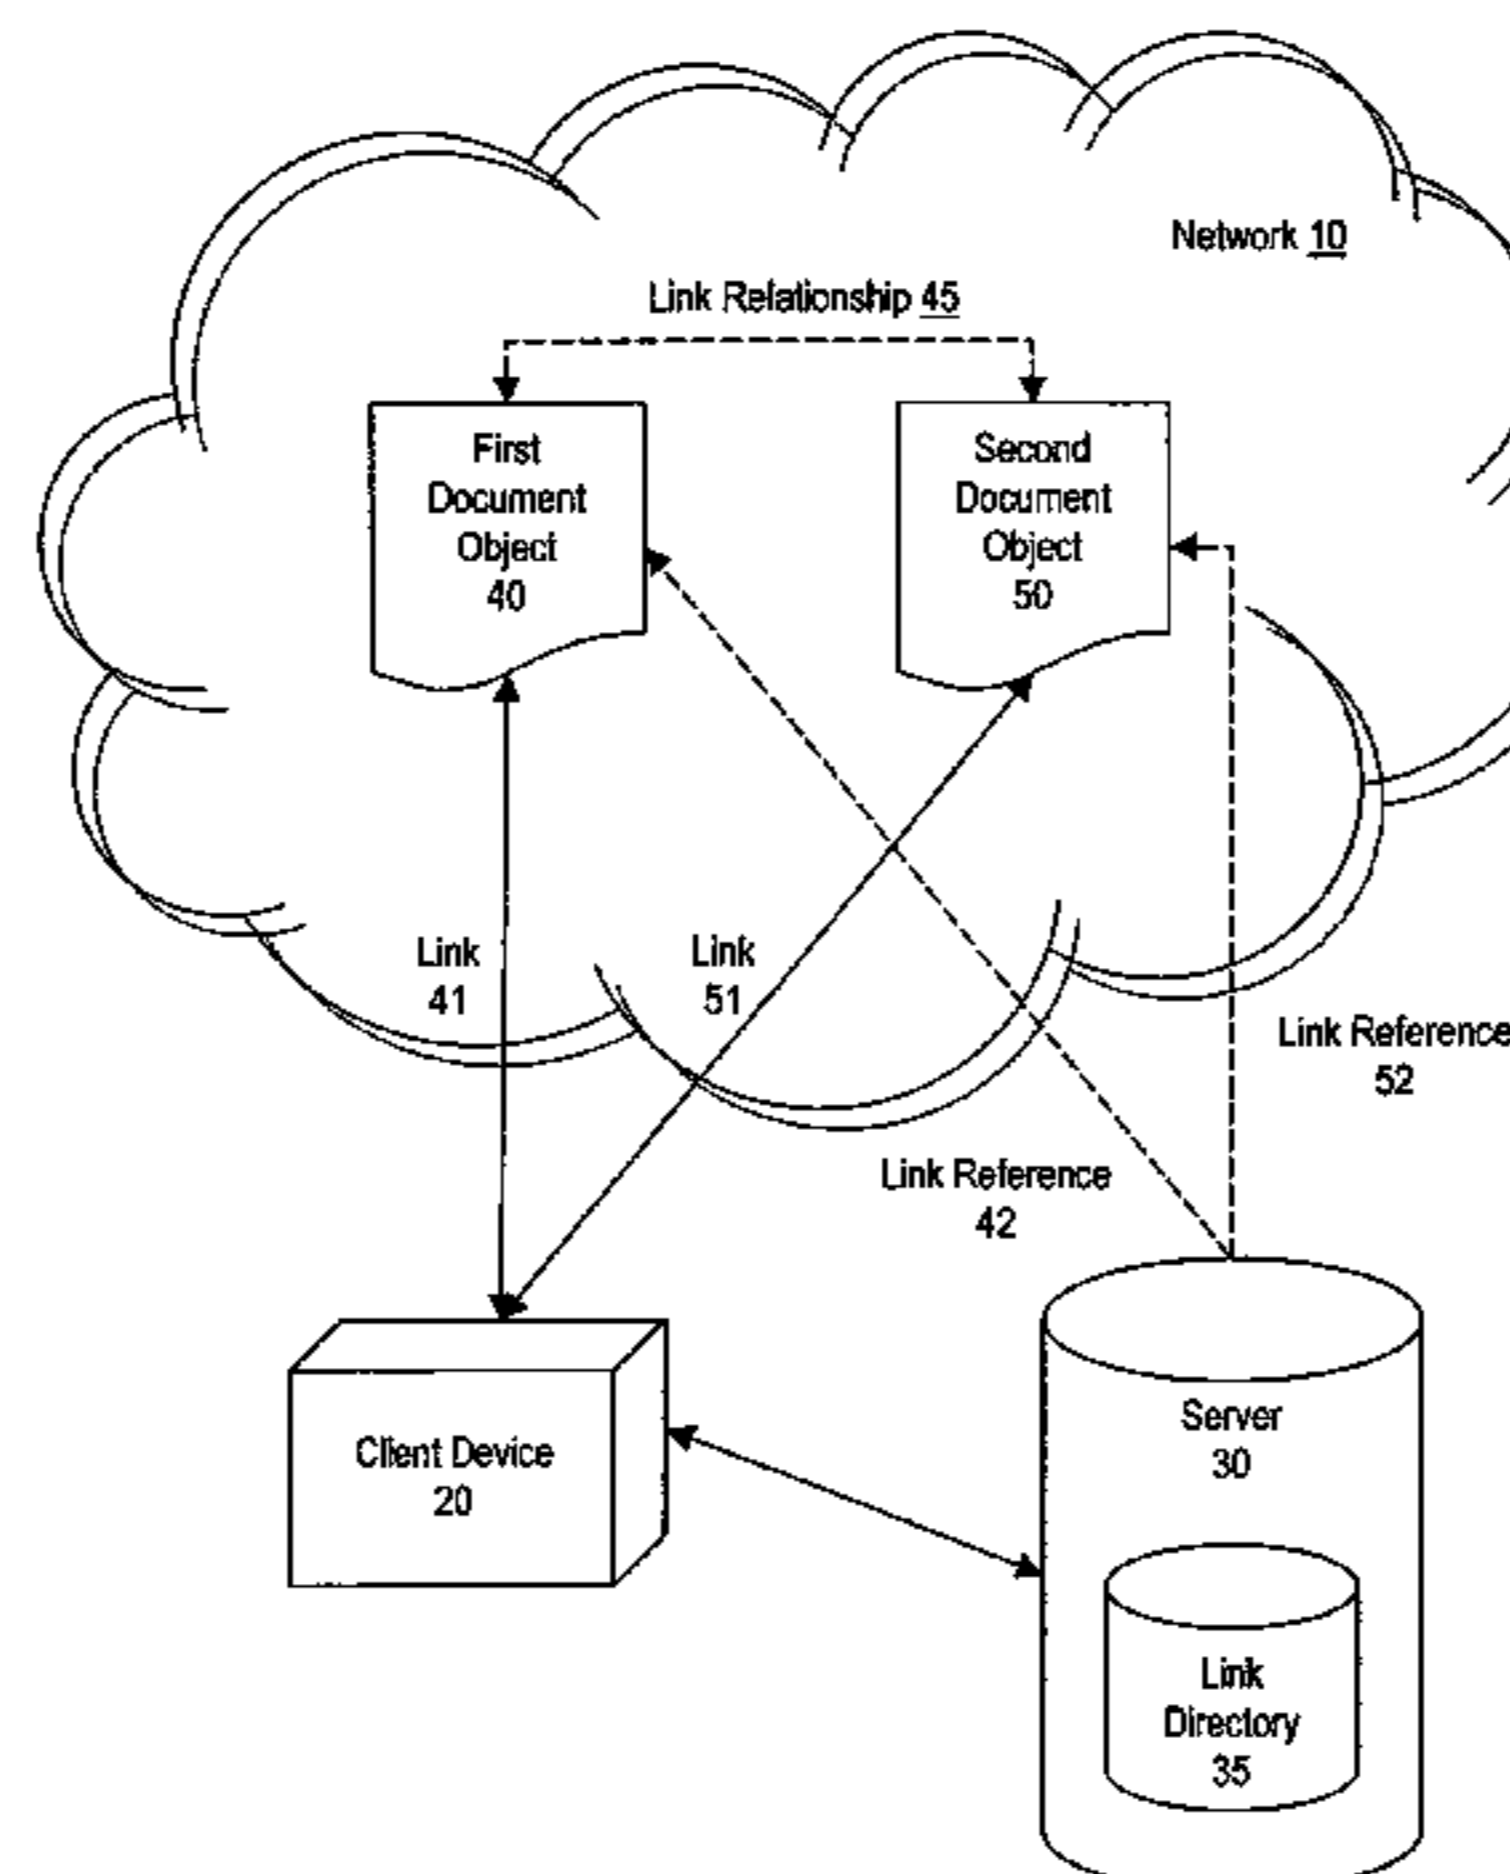 Network 10
Link Relationship 45
First
Document
Object
40
Second
Document
Object
50
Link
41
Link
51
Link Reference
52
Link Reference
42
Client Device
20
Server
30
Link
Directory
35